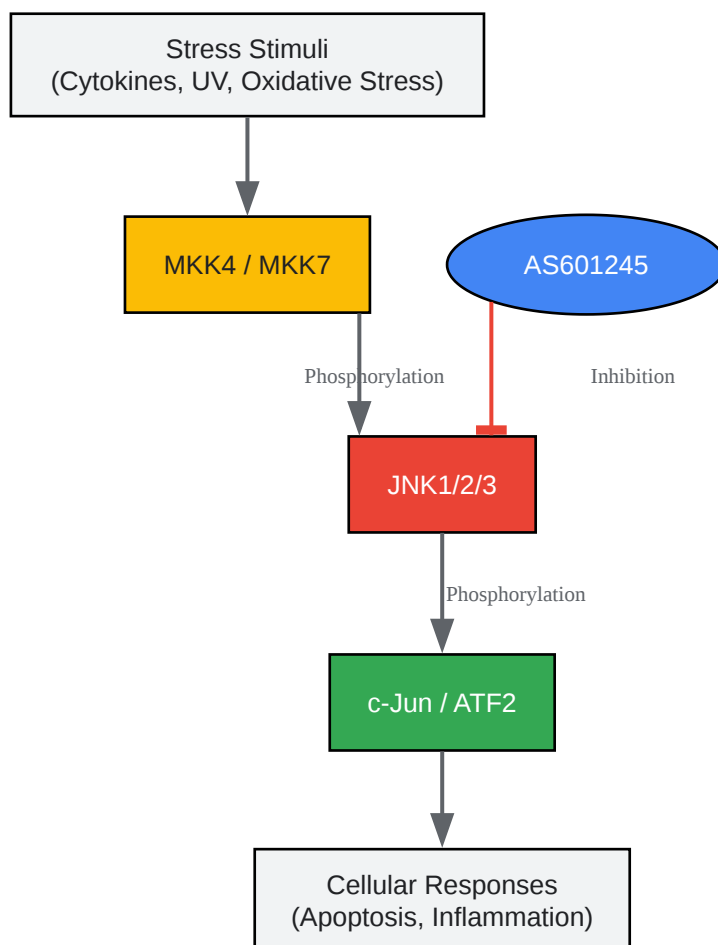 Stress Stimuli
(Cytokines, UV, Oxidative Stress)
MKK4 / MKK7
AS601245
Phosphorylation
Inhibition
JNK1/2/3
Phosphorylation
c-Jun / ATF2
Cellular Responses
(Apoptosis, Inflammation)